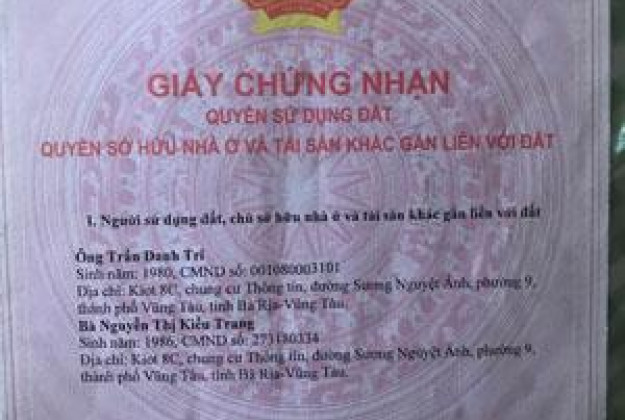 GIẤY CHỨNG NHẬN
QUYỀN SỬ DỤNG ĐẤT
QUYỀN SỞ HỮU NHÀ Ở VÀ TÀI SẢN KHÁC GẮN LIỀN VỚI ĐẤT
I. Người sử dụng đất, chủ sở hữu nhà ở và tài sản khác gắn liền với đất
Ông Trần Danh Trí
Sinh năm: 1980, CMND số: 001080003101
Địa chỉ: Kiốt 8C, chung cư Thông tin, đường Sương Nguyệt Ánh, phường 9,
thành phố Vũng Tàu, tỉnh Bà Rịa-Vũng Tàu.
Bà Nguyễn Thị Kiều Trang
Sinh năm: 1986, CMND số: 273180334
Địa chỉ: Kiốt 8C, chung cư Thông tin, đường Sương Nguyệt Ánh, phường 9,
thành phố Vũng Tàu, tỉnh Bà Rịa-Vũng Tàu.